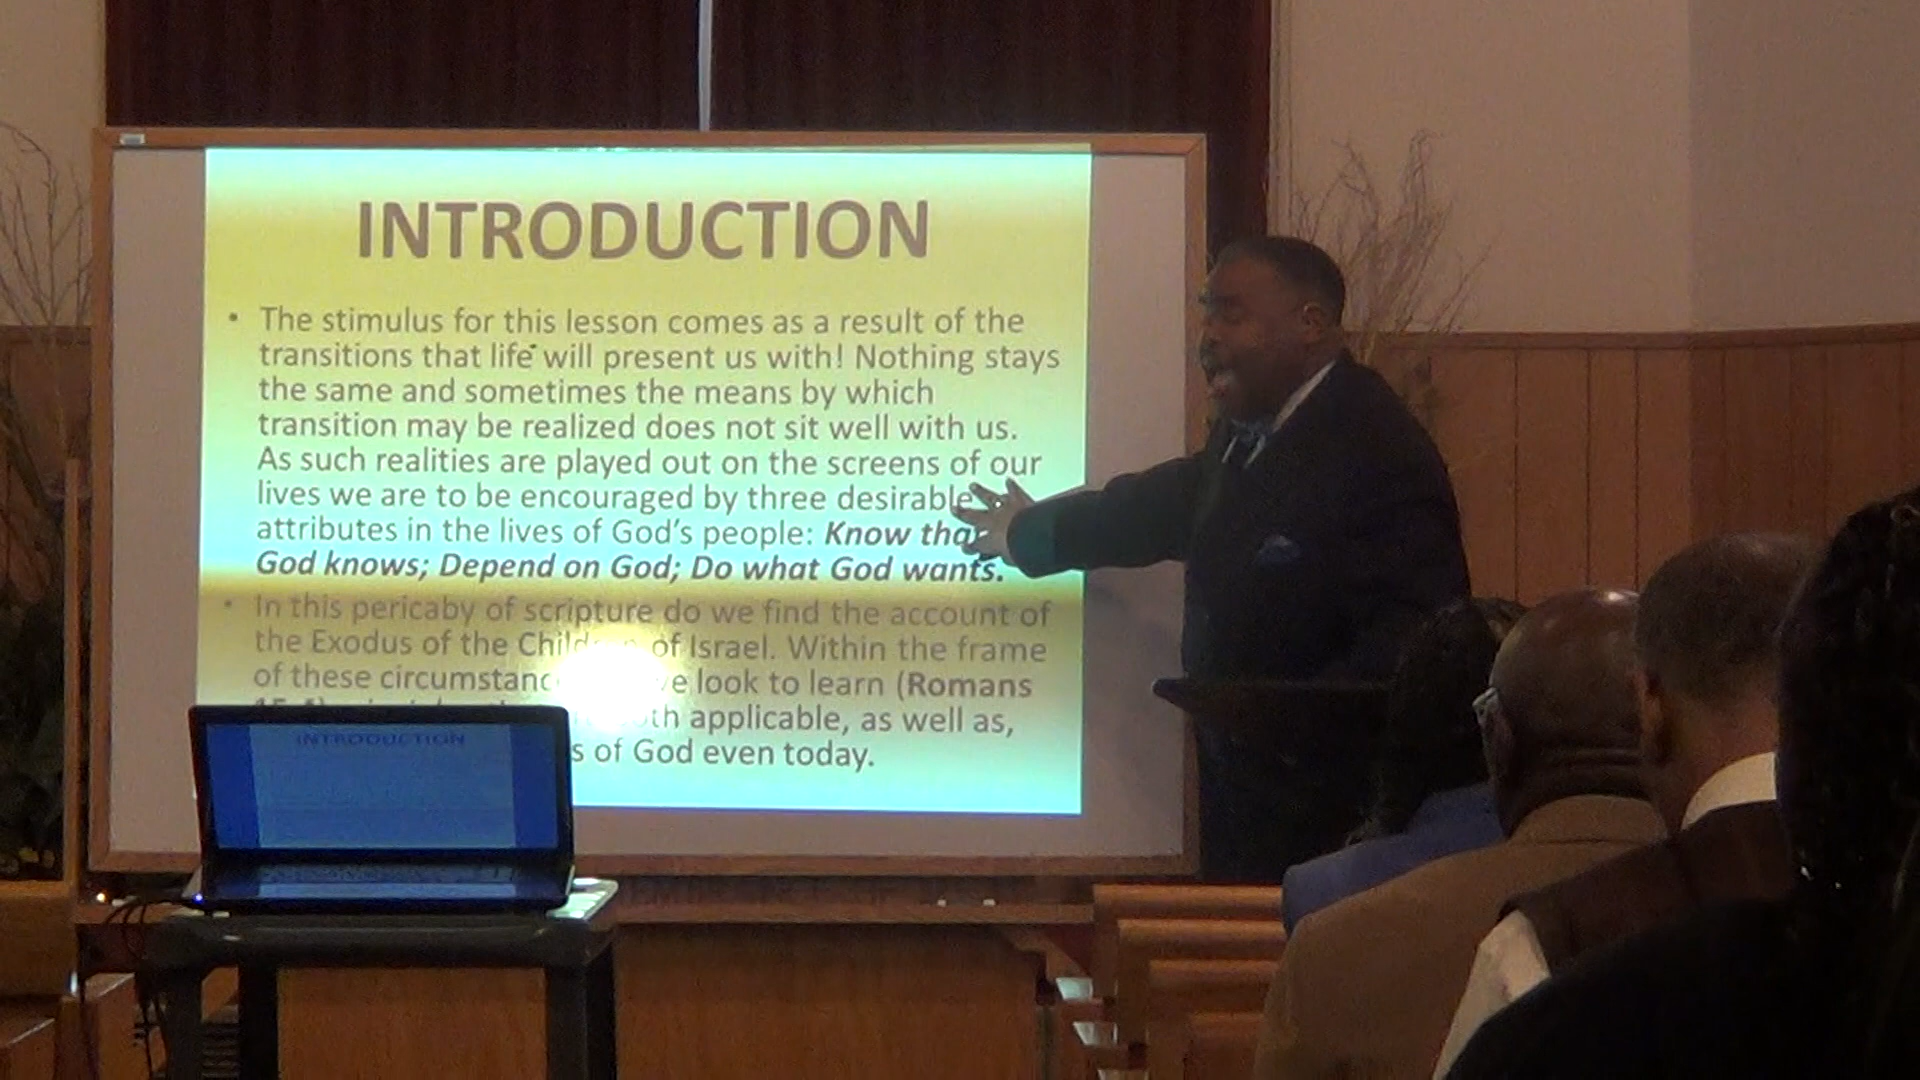 INTRODUCTION
• The stimulus for this lesson comes as a result of the
transitions that life will present us with! Nothing stays
the same and sometimes the means by which
transition may be realized does not sit well with us.
As such realities are played out on the screens of our
lives we are to be encouraged by three desirable
attributes in the lives of God's people: Know that
God knows; Depend on God; Do what God wants.
• In this pericaby of scripture do we find the account of
the Exodus of the Children of Israel. Within the frame
of these look to learn (Romans
applicable, as well as,
of God even today.
INTRODUCTION